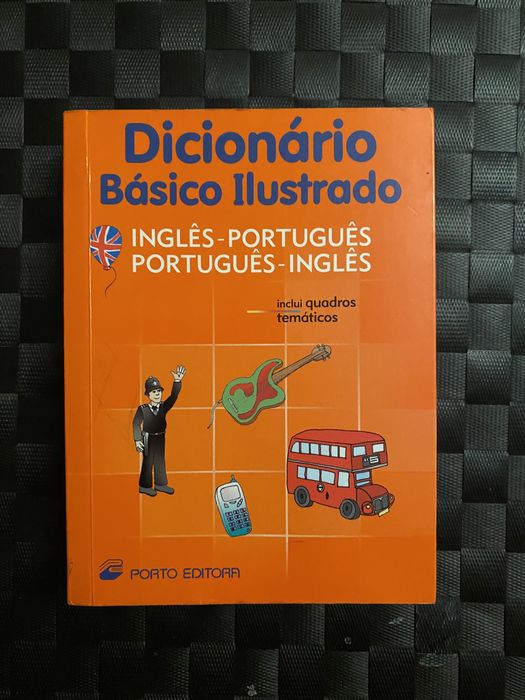 Dicionário
Básico Ilustrado
INGLÊS-PORTUGUÊS
PORTUGUÊS-INGLÊS
inclui quadros
temáticos
PORTO EDITORA